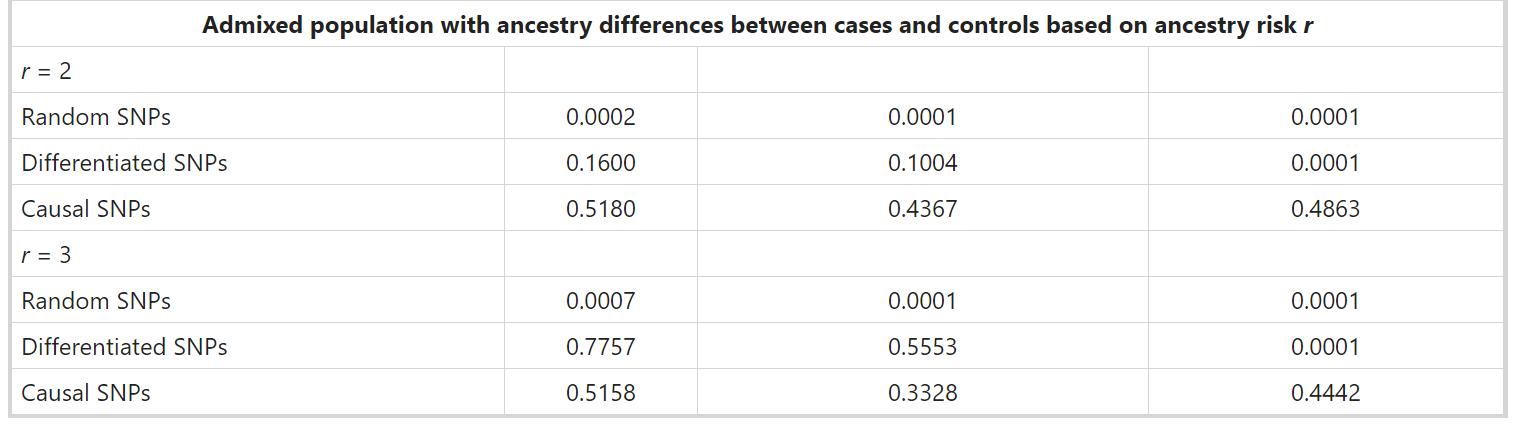 Admixed population with ancestry differences between cases and controls based on ancestry risk r
r = 2
Random SNPs 0.0002 0.0001 0.0001
Differentiated SNPs 0.1600 0.1004 0.0001
Causal SNPs 0.5180 0.4367 0.4863
r = 3
Random SNPs 0.0007 0.0001 0.0001
Differentiated SNPs 0.7757 0.5553 0.0001
Causal SNPs 0.5158 0.3328 0.4442